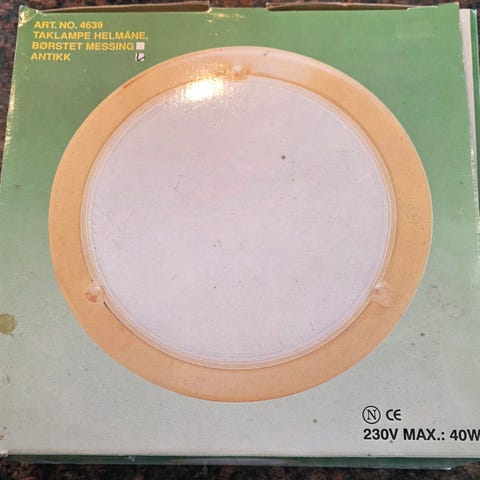 ART. NO. 4639
TAKLAMPE HELMÅNE,
BØRSTET MESSING
ANTIKK
N CE
230V MAX.: 40W